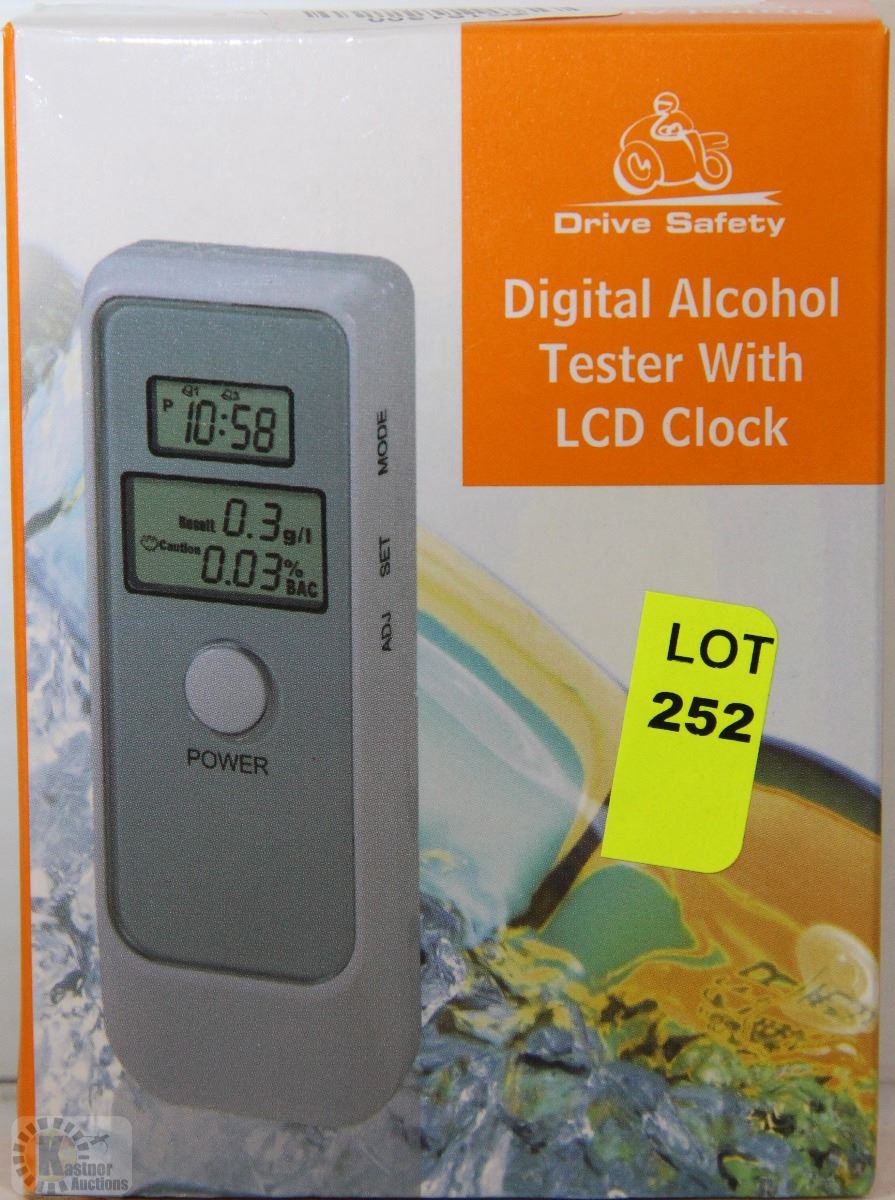 Drive Safety
Digital Alcohol
Tester With
LCD Clock
P 10:58
Result 0.3 g/l
Caution 0.03% BAC
MODE
SET
ADJ
POWER
LOT
252
Kastner
Auctions